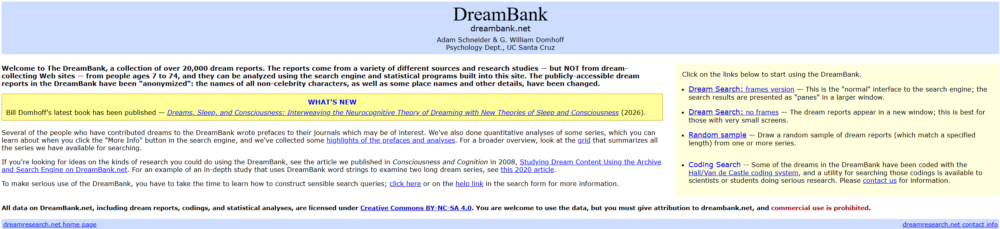 DreamBank
dreambank.net
Adam Schneider & G. William Domhoff
Psychology Dept., UC Santa Cruz
Welcome to The DreamBank, a collection of over 20,000 dream reports. The reports come from a variety of different sources and research studies — but NOT from dream-
collecting Web sites — from people ages 7 to 74, and they can be analyzed using the search engine and statistical programs built into this site. The publicly-accessible dream
reports in the DreamBank have been "anonymized": the names of all non-celebrity characters, as well as some place names and other details, have been changed.
WHAT'S NEW
Bill Domhoff's latest book has been published — Dreams, Sleep, and Consciousness: Interweaving the Neurocognitive Theory of Dreaming with New Theories of Sleep and Consciousness (2026).
Several of the people who have contributed dreams to the DreamBank wrote prefaces to their journals which may be of interest. We've also done quantitative analyses of some series, which you can
learn about when you click the "More Info" button in the search engine, and we've collected some highlights of the prefaces and analyses. For a broader overview, look at the grid that summarizes all
the series we have available for searching.
If you're looking for ideas on the kinds of research you could do using the DreamBank, see the article we published in Consciousness and Cognition in 2008, Studying Dream Content Using the Archive
and Search Engine on DreamBank.net. For an example of an in-depth study that uses DreamBank word strings to examine two long dream series, see this 2020 article.
To make serious use of the DreamBank, you have to take the time to learn how to construct sensible search queries; click here or on the help link in the search form for more information.
Click on the links below to start using the DreamBank.
• Dream Search: frames version — This is the "normal" interface to the search engine; the
search results are presented as "panes" in a larger window.
• Dream Search: no frames — The dream reports appear in a new window; this is best for
those with very small screens.
• Random sample — Draw a random sample of dream reports (which match a specified
length) from one or more series.
• Coding Search -- Some of the dreams in the DreamBank have been coded with the
Hall/Van de Castle coding system, and a utility for searching those codings is available to
scientists or students doing serious research. Please contact us for information.
All data on DreamBank.net, including dream reports, codings, and statistical analyses, are licensed under Creative Commons BY-NC-SA 4.0. You are welcome to use the data, but you must give attribution to dreambank.net, and commercial use is prohibited.
dreamresearch.net home page
dreamresearch.net contact info